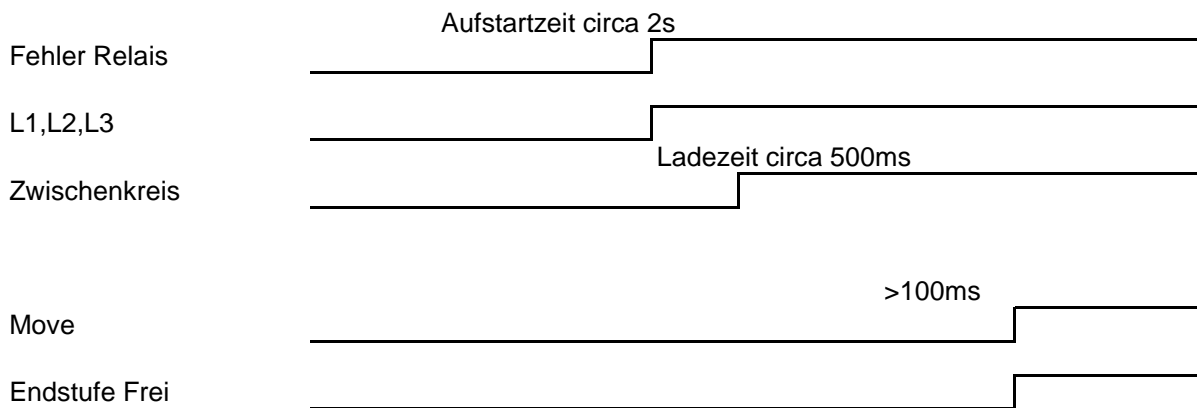 Aufstartzeit circa 2s
Fehler Relais
L1,L2,L3
Ladezeit circa 500ms
Zwischenkreis
>100ms
Move
Endstufe Frei